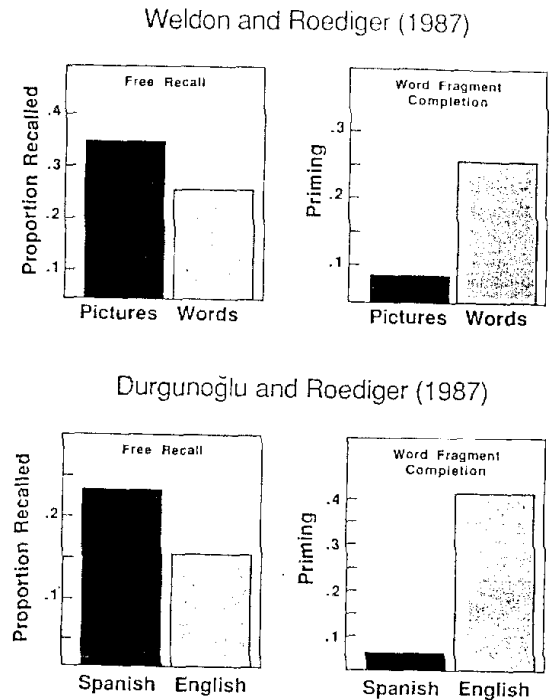 Weldon and Roediger (1987)
Free Recall
Proportion Recalled
.4
.3
.2
.1
Pictures Words
Word Fragment
Completion
Priming
.3
.2
.1
Pictures Words
Durgunoğlu and Roediger (1987)
Free Recall
Proportion Recalled
.2
.1
Spanish English
Word Fragment
Completion
Priming
.4
.3
.2
.1
Spanish English